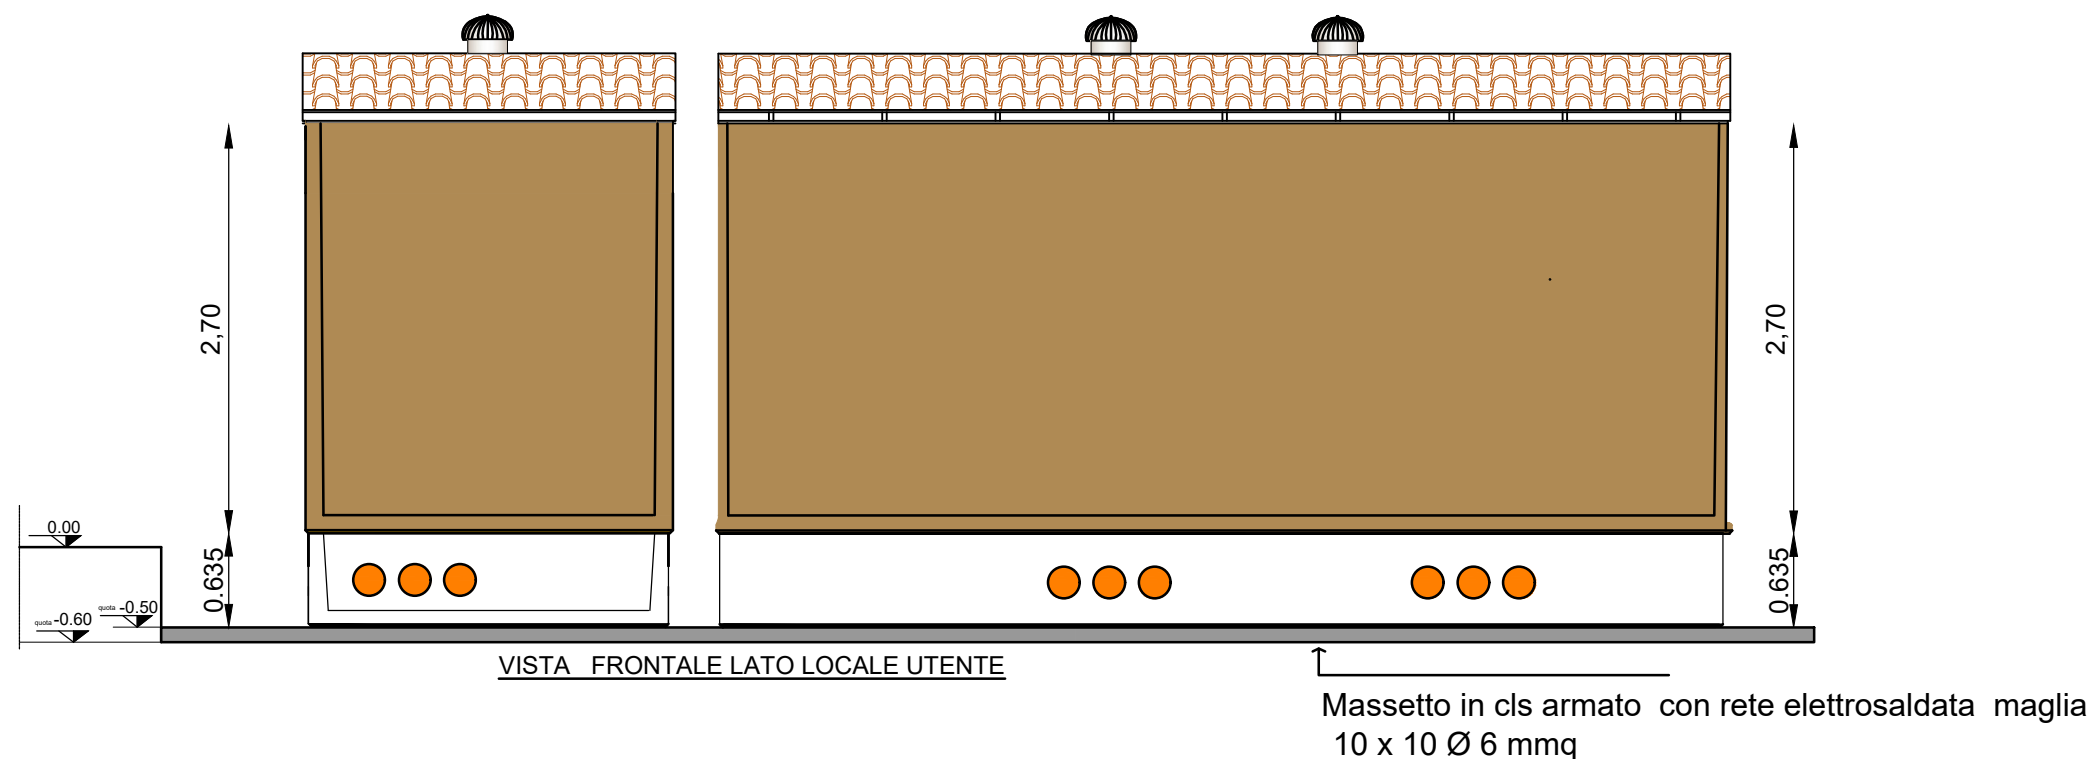 2,70
2,70
0.00
0.635
0.635
quota -0.50
quota -0.60
VISTA FRONTALE LATO LOCALE UTENTE
Massetto in cls armato con rete elettrosaldata maglia
10 x 10 Ø 6 mmq